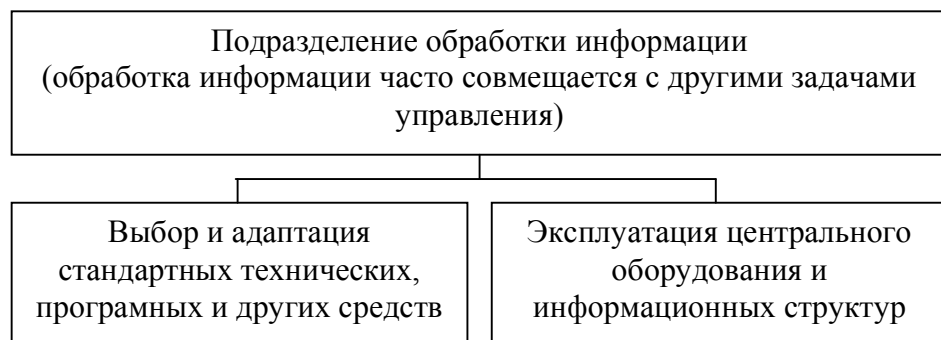 Подразделение обработки информации
(обработка информации часто совмещается с другими задачами
управления)
Выбор и адаптация
стандартных технических,
програмных и других средств
Эксплуатация центрального
оборудования и
информационных структур